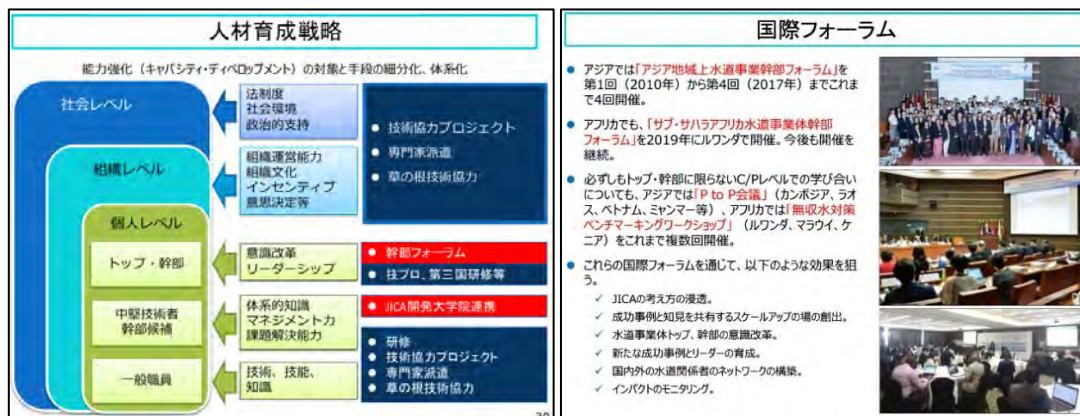 人材育成戦略
能力強化（キャパシティ・ディベロップメント）の対象と手段の細分化、体系化
社会レベル
法制度
社会環境
政治的支持
組織レベル
組織運営能力
組織文化
インセンティブ
意思決定等
● 技術協力プロジェクト
● 専門家派遣
● 草の根技術協力
個人レベル
トップ・幹部
意識改革
リーダーシップ
● 幹部フォーラム
● 技プロ、第三国研修等
中堅技術者
幹部候補
体系的知識
マネジメント力
課題解決能力
● JICA開発大学院連携
一般職員
技術、技能、
知識
● 研修
● 技術協力プロジェクト
● 専門家派遣
● 草の根技術協力
国際フォーラム
● アジアでは「アジア地域上水道事業幹部フォーラム」を
第1回（2010年）から第4回（2017年）までこれま
で4回開催。
● アフリカでも、「サブ・サハラアフリカ水道事業体幹部
フォーラム」を2019年にルワンダで開催。今後も開催を
継続。
● 必ずしもトップ・幹部に限らないC/Pレベルでの学び合い
についても、アジアでは「P to P会議」（カンボジア、ラオ
ス、ベトナム、ミャンマー等）、アフリカでは「無収水対策
ベンチマーキングワークショップ」（ルワンダ、マラウイ、ケ
ニア）をこれまで複数回開催。
● これらの国際フォーラムを通じて、以下のような効果を狙
う。
✓ JICAの考え方の浸透。
✓ 成功事例と知見を共有するスケールアップの場の創出。
✓ 水道事業体トップ、幹部の意識改革。
✓ 新たな成功事例とリーダーの育成。
✓ 国内外の水道関係者のネットワークの構築。
✓ インパクトのモニタリング。